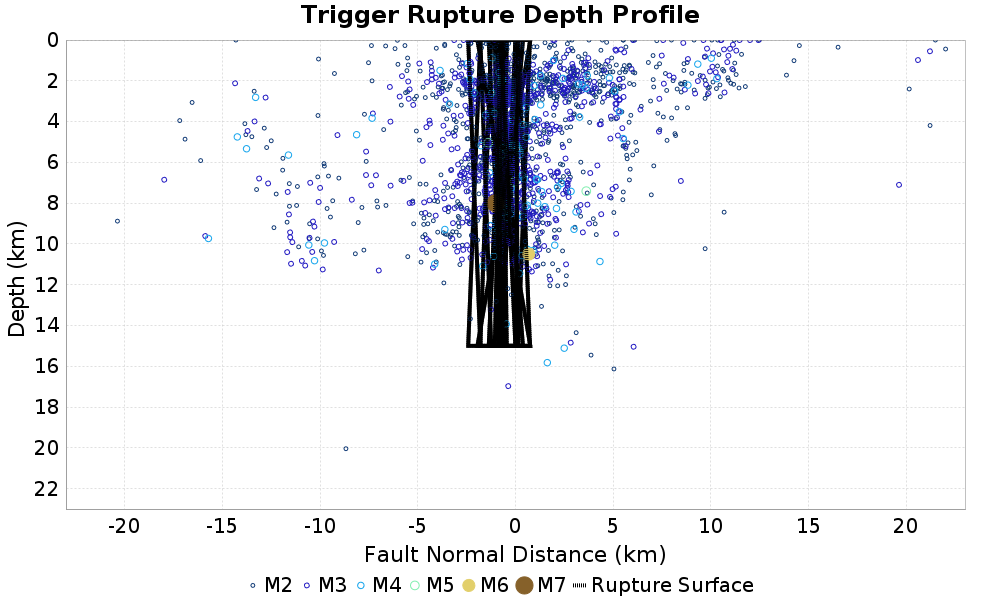 Trigger Rupture Depth Profile
0
2
4
6
8
10
12
14
16
18
20
22
Depth (km)
-20 -15 -10 -5 0 5 10 15 20
Fault Normal Distance (km)
M2 M3 M4 M5 M6 M7 Rupture Surface